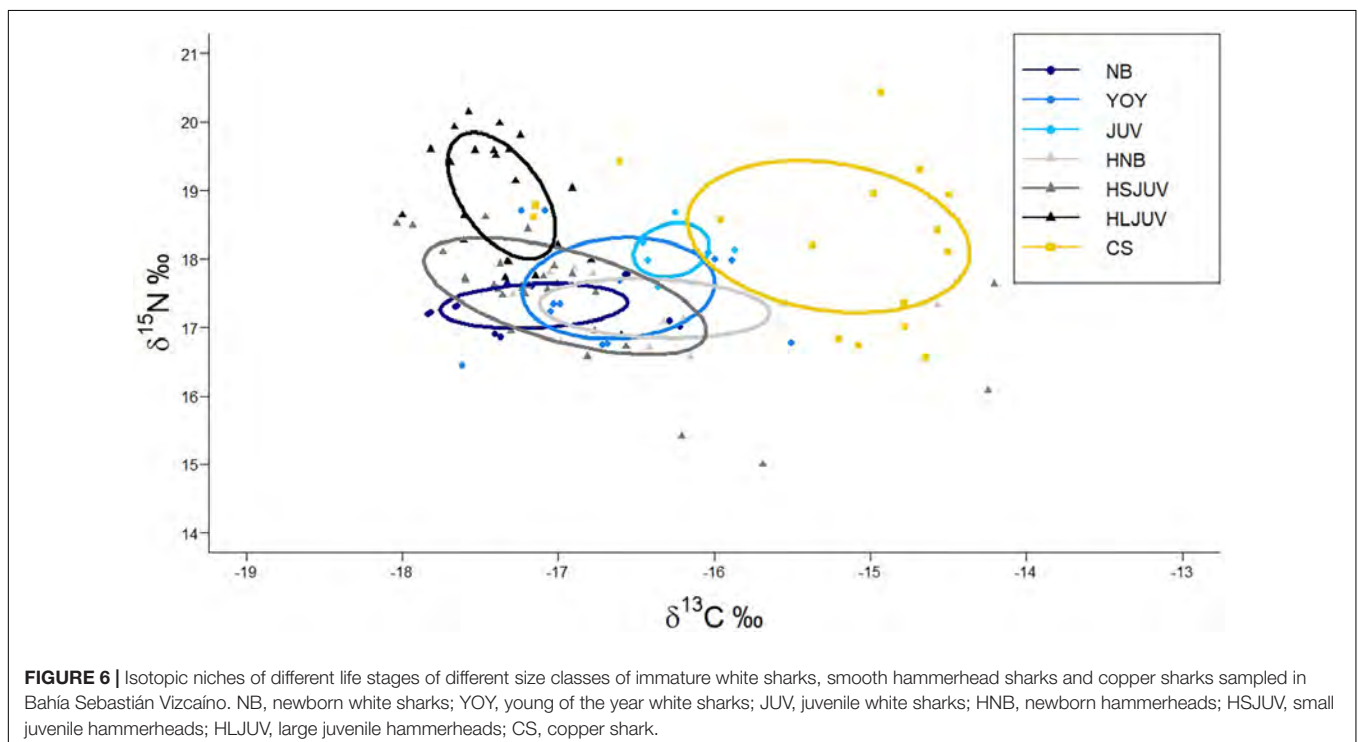 21
20
19
18
17
16
15
14
δ15N ‰
-19
-18
-17
-16
-15
-14
-13
δ13C ‰
NB
YOY
JUV
HNB
HSJUV
HLJUV
CS
FIGURE 6 | Isotopic niches of different life stages of different size classes of immature white sharks, smooth hammerhead sharks and copper sharks sampled in
Bahía Sebastián Vizcaíno. NB, newborn white sharks; YOY, young of the year white sharks; JUV, juvenile white sharks; HNB, newborn hammerheads; HSJUV, small
juvenile hammerheads; HLJUV, large juvenile hammerheads; CS, copper shark.